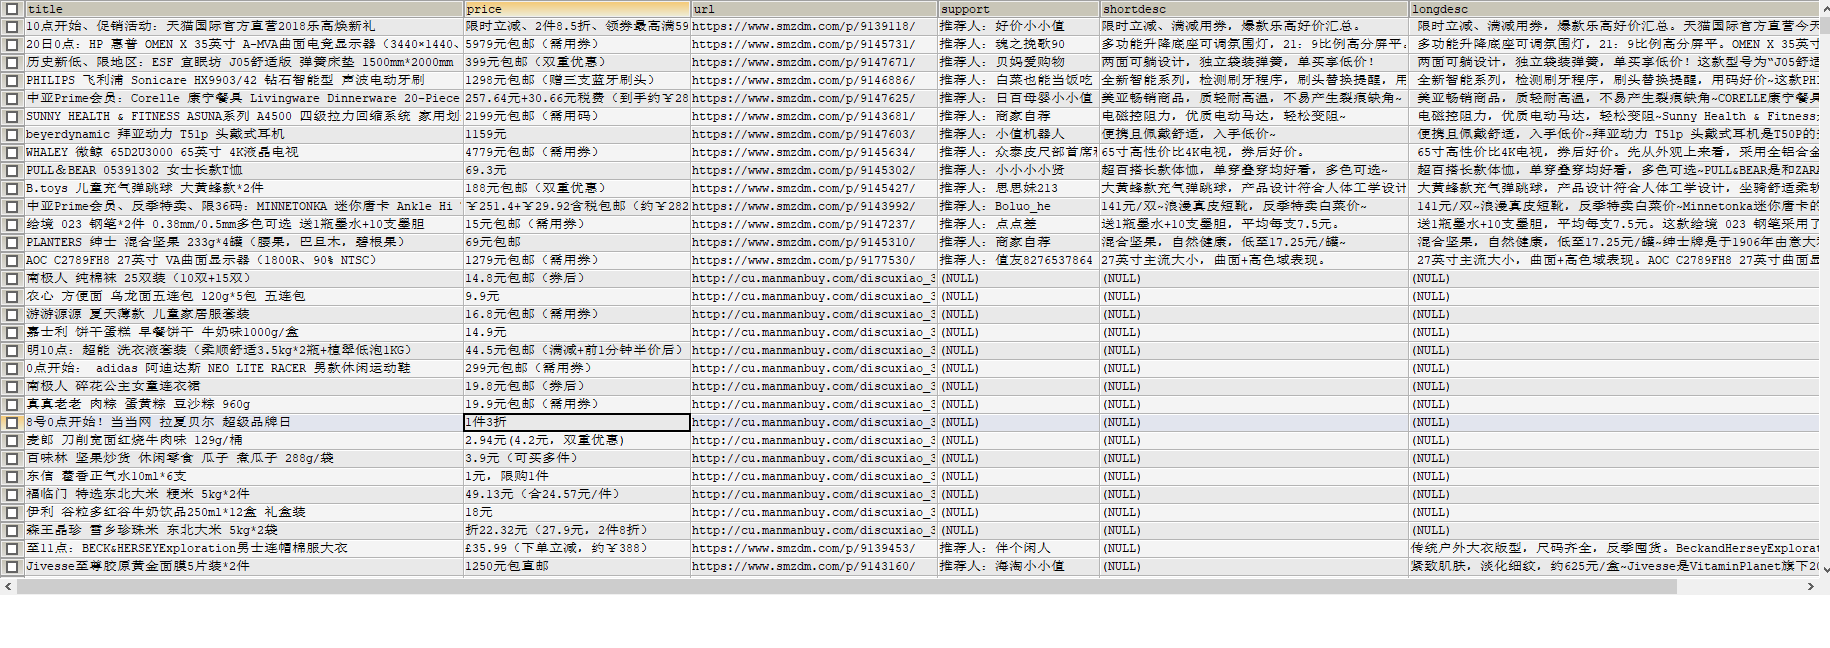 title price url support shortdesc longdesc
10点开始、促销活动: 天猫国际官方直营2018乐高焕新礼 限时立减、2件8.5折、领券最高满59 https://www.smzdm.com/p/9139118/ 推荐人: 好价小小值 限时立减、满减用券，爆款乐高好价汇总。 限时立减、满减用券，爆款乐高好价汇总。天猫国际官方直营今天
20日0点: HP 惠普 OMEN X 35英寸 A-MVA曲面电竞显示器（3440×1440、 5979元包邮（需用券） https://www.smzdm.com/p/9145731/ 推荐人: 魂之挽歌90 多功能升降底座可调氛围灯，21: 9比例高分屏平。 多功能升降底座可调氛围灯，21: 9比例高分屏平。OMEN X 35英寸
历史新低、限地区: ESF 宜眠坊 J05舒适版 弹簧床垫 1500mm*2000mm 399元包邮（双重优惠） https://www.smzdm.com/p/9147671/ 推荐人: 贝妈爱购物 两面可躺设计，独立袋装弹簧，单买享低价! 两面可躺设计，独立袋装弹簧，单买享低价! 这款型号为“J05舒适
PHILIPS 飞利浦 Sonicare HX9903/42 钻石智能型 声波电动牙刷 1298元包邮（赠三支蓝牙刷头） https://www.smzdm.com/p/9146886/ 推荐人: 白菜也能当饭吃 全新智能系列，检测刷牙程序，刷头替换提醒，用 全新智能系列，检测刷牙程序，刷头替换提醒，用码好价~这款PHI
中亚Prime会员: Corelle 康宁餐具 Livingware Dinnerware 20-Piece 257.64元+30.66元税费（到手约￥28 https://www.smzdm.com/p/9147625/ 推荐人: 日百母婴小小值 美亚畅销商品，质轻耐高温，不易产生裂痕缺角~ 美亚畅销商品，质轻耐高温，不易产生裂痕缺角~CORELLE康宁餐具
SUNNY HEALTH & FITNESS ASUNA系列 A4500 四级拉力回缩系统 家用划 2199元包邮（需用码） https://www.smzdm.com/p/9143681/ 推荐人: 商家自荐 电磁控阻力，优质电动马达，轻松变阻~ 电磁控阻力，优质电动马达，轻松变阻~Sunny Health & Fitness
beyerdynamic 拜亚动力 T51p 头戴式耳机 1159元 https://www.smzdm.com/p/9147603/ 推荐人: 小值机器人 便携且佩戴舒适，入手低价~ 便携且佩戴舒适，入手低价~拜亚动力 T51p 头戴式耳机是T50P的
WHALEY 微鲸 65D2U3000 65英寸 4K液晶电视 4779元包邮（需用券） https://www.smzdm.com/p/9145634/ 推荐人: 众泰皮尺部首席 65寸高性价比4K电视，券后好价。 65寸高性价比4K电视，券后好价。先从外观上来看，采用全铝合金
PULL＆BEAR 05391302 女士长款T恤 69.3元 https://www.smzdm.com/p/9145302/ 推荐人: 小小小小贤 超百搭长款体恤，单穿叠穿均好看，多色可选~ 超百搭长款体恤，单穿叠穿均好看，多色可选~PULL&BEAR是和ZAR
B.toys 儿童充气弹跳球 大黄蜂款*2件 188元包邮（双重优惠） https://www.smzdm.com/p/9145427/ 推荐人: 思思妹213 大黄蜂款充气弹跳球，产品设计符合人体工学设计 大黄蜂款充气弹跳球，产品设计符合人体工学设计，坐骑舒适柔软
中亚Prime会员、反季特卖、限36码: MINNETONKA 迷你唐卡 Ankle Hi ￥251.4+￥29.92含税包邮（约￥282 https://www.smzdm.com/p/9143992/ 推荐人: Boluo_he 141元/双~浪漫真皮短靴，反季特卖白菜价~ 141元/双~浪漫真皮短靴，反季特卖白菜价~Minnetonka迷你唐卡的
给境 023 钢笔*2件 0.38mm/0.5mm多色可选 送1瓶墨水+10支墨胆 15元包邮（需用券） https://www.smzdm.com/p/9147237/ 推荐人: 点点差 送1瓶墨水+10支墨胆，平均每支7.5元。 送1瓶墨水+10支墨胆，平均每支7.5元。这款给境 023 钢笔采用了
PLANTERS 绅士 混合坚果 233g*4罐（腰果，巴旦木，碧根果） 69元包邮 https://www.smzdm.com/p/9145310/ 推荐人: 商家自荐 混合坚果，自然健康，低至17.25元/罐~ 混合坚果，自然健康，低至17.25元/罐~绅士牌是于1906年由意大
AOC C2789FH8 27英寸 VA曲面显示器（1800R、90% NTSC） 1279元包邮（需用券） https://www.smzdm.com/p/9177530/ 推荐人: 值友8276537864 27英寸主流大小，曲面+高色域表现。 27英寸主流大小，曲面+高色域表现。AOC C2789FH8 27英寸曲面显
南极人 纯棉袜 25双装（10双+15双） 14.8元包邮（券后） http://cu.manmanbuy.com/discuxiao_3 (NULL) (NULL) (NULL)
农心 方便面 乌龙面五连包 120g*5包 五连包 9.9元 http://cu.manmanbuy.com/discuxiao_3 (NULL) (NULL) (NULL)
游游源源 夏天薄款 儿童家居服套装 16.8元包邮（需用券） http://cu.manmanbuy.com/discuxiao_3 (NULL) (NULL) (NULL)
嘉士利 饼干蛋糕 早餐饼干 牛奶味1000g/盒 14.9元 http://cu.manmanbuy.com/discuxiao_3 (NULL) (NULL) (NULL)
明10点: 超能 洗衣液套装（柔顺舒适3.5kg*2瓶+植翠低泡1KG） 44.5元包邮（满减+前1分钟半价后） http://cu.manmanbuy.com/discuxiao_3 (NULL) (NULL) (NULL)
0点开始: adidas 阿迪达斯 NEO LITE RACER 男款休闲运动鞋 299元包邮（需用券） http://cu.manmanbuy.com/discuxiao_3 (NULL) (NULL) (NULL)
南极人 碎花公主女童连衣裙 19.8元包邮（券后） http://cu.manmanbuy.com/discuxiao_3 (NULL) (NULL) (NULL)
真真老老 肉粽 蛋黄粽 豆沙粽 960g 19.9元包邮（需用券） http://cu.manmanbuy.com/discuxiao_3 (NULL) (NULL) (NULL)
8号0点开始! 当当网 拉夏贝尔 超级品牌日 1件3折 http://cu.manmanbuy.com/discuxiao_3 (NULL) (NULL) (NULL)
麦郎 刀削宽面红烧牛肉味 129g/桶 2.94元(4.2元，双重优惠) http://cu.manmanbuy.com/discuxiao_3 (NULL) (NULL) (NULL)
百味林 坚果炒货 休闲零食 瓜子 煮瓜子 288g/袋 3.9元（可买多件） http://cu.manmanbuy.com/discuxiao_3 (NULL) (NULL) (NULL)
东信 藿香正气水10ml*6支 1元，限购1件 http://cu.manmanbuy.com/discuxiao_3 (NULL) (NULL) (NULL)
福临门 特选东北大米 粳米 5kg*2件 49.13元（合24.57元/件） http://cu.manmanbuy.com/discuxiao_3 (NULL) (NULL) (NULL)
伊利 谷粒多红谷牛奶饮品250ml*12盒 礼盒装 18元 http://cu.manmanbuy.com/discuxiao_3 (NULL) (NULL) (NULL)
森王晶珍 雪乡珍珠米 东北大米 5kg*2袋 折22.32元（27.9元，2件8折） http://cu.manmanbuy.com/discuxiao_3 (NULL) (NULL) (NULL)
至11点: BECK&HERSEYExploration男士连帽棉服大衣 £35.99（下单立减，约￥388） https://www.smzdm.com/p/9139453/ 推荐人: 伴个闲人 (NULL) 传统户外大衣版型，尺码齐全，反季囤货。BeckandHerseyExplorat
Jivesse至尊胶原黄金面膜5片装*2件 1250元包直邮 https://www.smzdm.com/p/9143160/ 推荐人: 海淘小小值 (NULL) 紧致肌肤，淡化细纹，约625元/盒~Jivesse是VitaminPlanet旗下20